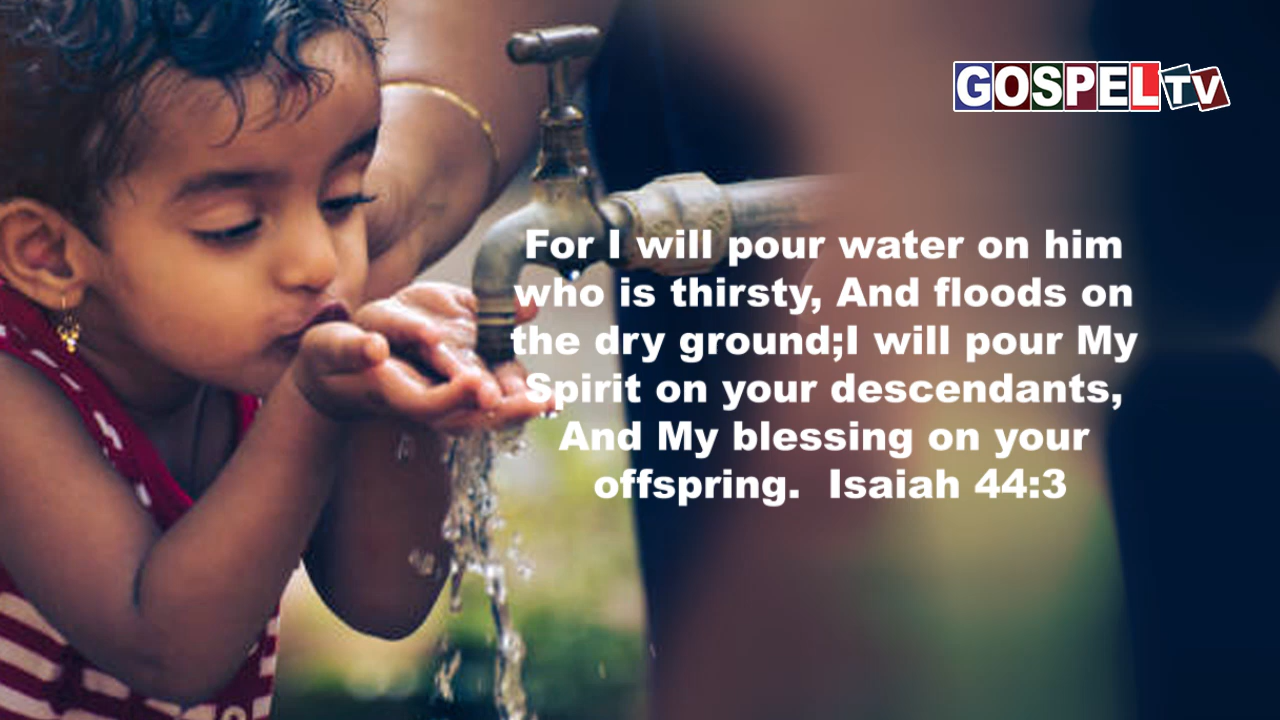 GOSPEL TV
For I will pour water on him
who is thirsty, And floods on
the dry ground;I will pour My
Spirit on your descendants,
And My blessing on your
offspring.  Isaiah 44:3